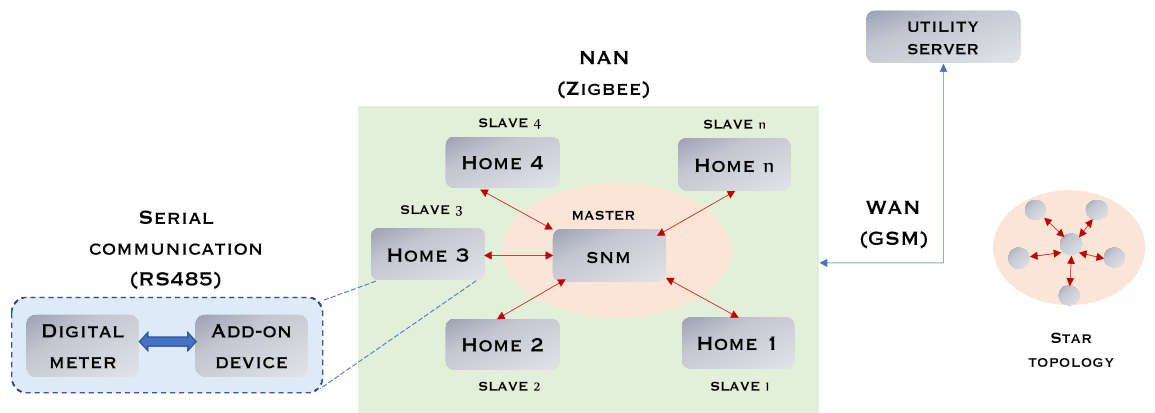 UTILITY
SERVER
NAN
(Zigbee)
SLAVE 4
Home 4
SLAVE n
Home n
SLAVE 3
Home 3
MASTER
SNM
WAN
(GSM)
Serial
communication
(RS485)
Digital
meter
Add-on
device
Home 2
SLAVE 2
Home 1
SLAVE 1
Star
topology